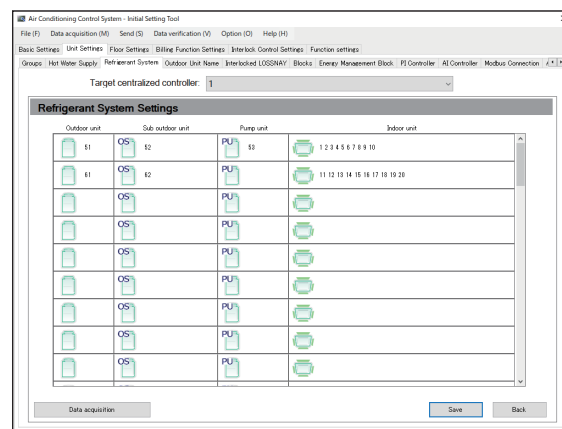 Air Conditioning Control System - Initial Setting Tool
File (F) Data acquisition (M) Send (S) Data verification (V) Option (O) Help (H)
Basic Settings Unit Settings Floor Settings Billing Function Settings Interlock Control Settings Function settings
Groups Hot Water Supply Refrigerant System Outdoor Unit Name Interlocked LOSSNAY Blocks Energy Management Block PI Controller AI Controller Modbus Connection
Target centralized controller: 1
Refrigerant System Settings
Outdoor unit Sub outdoor unit Pump unit Indoor unit
51 OS 52 PU 53 1 2 3 4 5 6 7 8 9 10
61 OS 62 PU 11 12 13 14 15 16 17 18 19 20
OS PU
OS PU
OS PU
OS PU
OS PU
OS PU
OS PU
Data acquisition Save Back